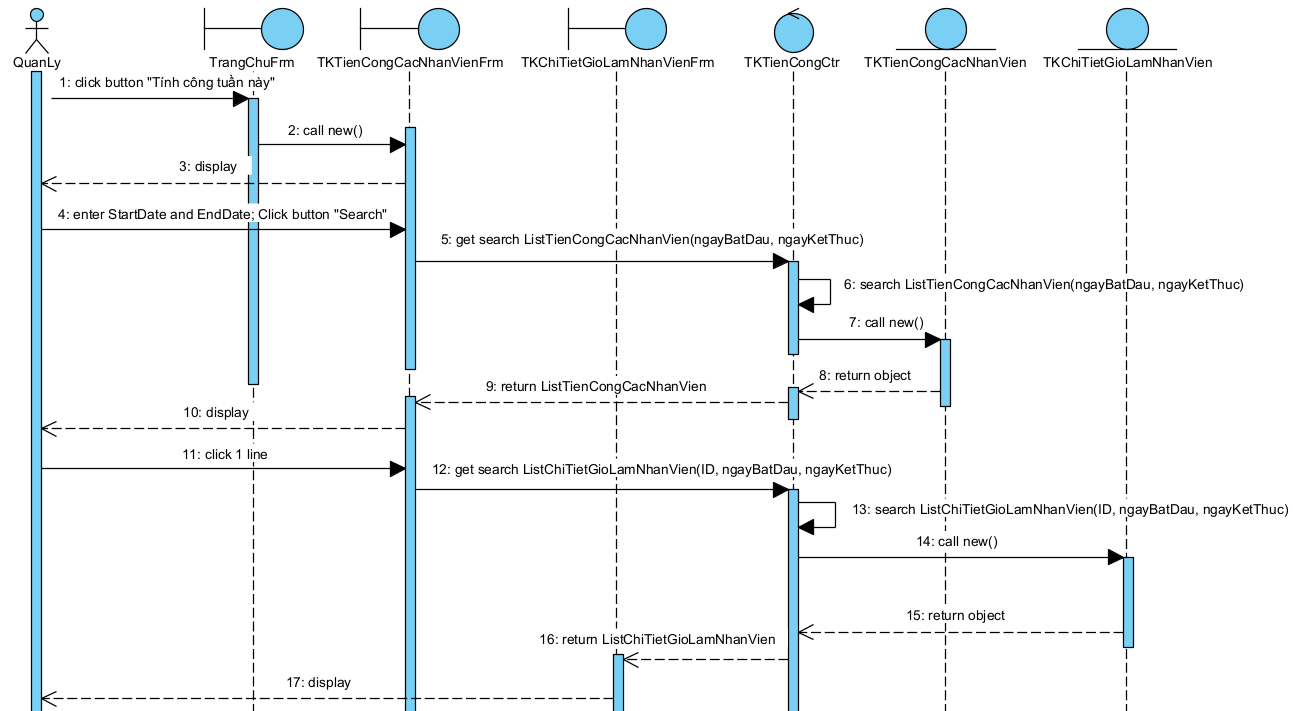 QuanLy
TrangChuFrm
TKTienCongCacNhanVienFrm
TKChiTietGioLamNhanVienFrm
TKTienCongCtr
TKTienCongCacNhanVien
TKChiTietGioLamNhanVien
1: click button "Tính công tuần này"
2: call new()
3: display
4: enter StartDate and EndDate; Click button "Search"
5: get search ListTienCongCacNhanVien(ngayBatDau, ngayKetThuc)
6: search ListTienCongCacNhanVien(ngayBatDau, ngayKetThuc)
7: call new()
8: return object
9: return ListTienCongCacNhanVien
10: display
11: click 1 line
12: get search ListChiTietGioLamNhanVien(ID, ngayBatDau, ngayKetThuc)
13: search ListChiTietGioLamNhanVien(ID, ngayBatDau, ngayKetThuc)
14: call new()
15: return object
16: return ListChiTietGioLamNhanVien
17: display